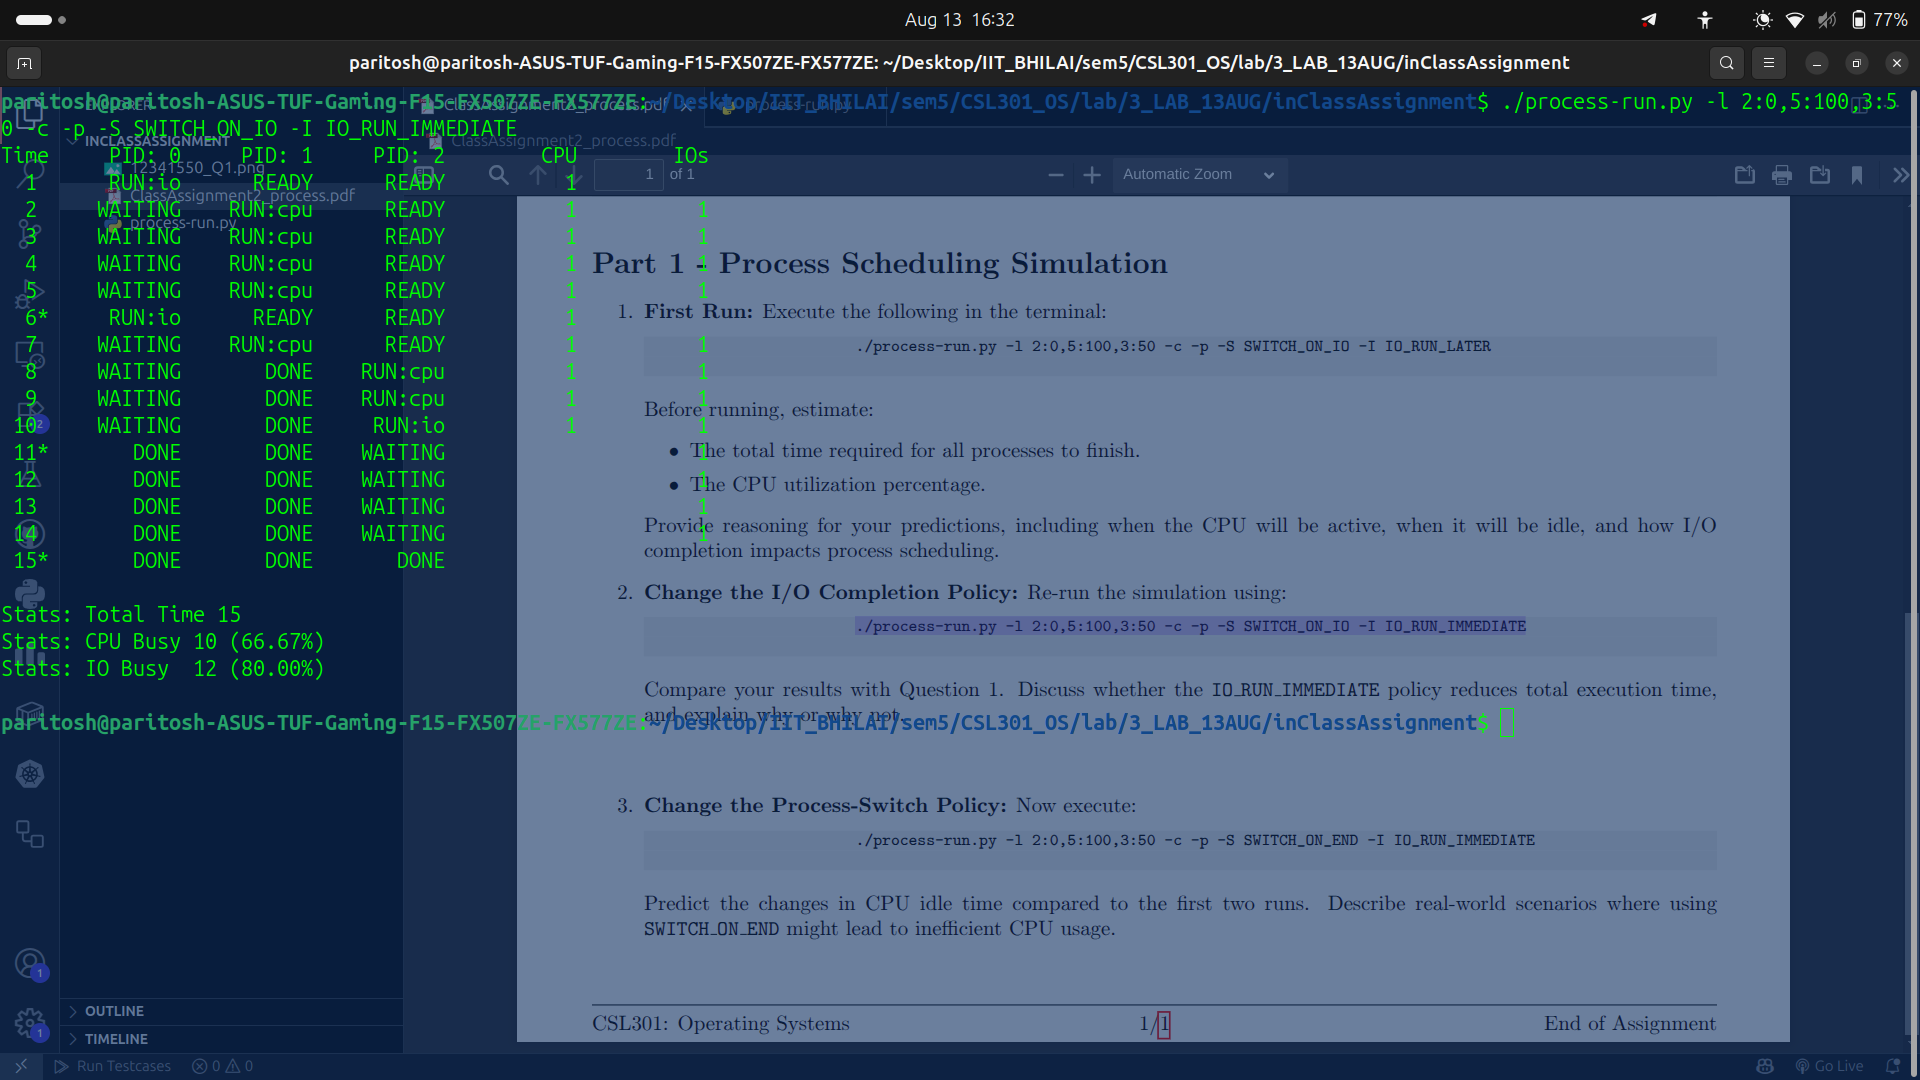 Aug 13 16:32
77%
paritosh@paritosh-ASUS-TUF-Gaming-F15-FX507ZE-FX577ZE: ~/Desktop/IIT_BHILAI/sem5/CSL301_OS/lab/3_LAB_13AUG/inClassAssignment
paritosh@paritosh-ASUS-TUF-Gaming-F15-FX507ZE-FX577ZE:~/Desktop/IIT_BHILAI/sem5/CSL301_OS/lab/3_LAB_13AUG/inClassAssignment$ ./process-run.py -l 2:0,5:100,3:5
0 -c -p -S SWITCH_ON_IO -I IO_RUN_IMMEDIATE
Time PID: 0 PID: 1 PID: 2 CPU IOs
1 RUN:io READY READY 1
2 WAITING RUN:cpu READY 1 1
3 WAITING RUN:cpu READY 1 1
4 WAITING RUN:cpu READY 1 1
5 WAITING RUN:cpu READY 1 1
6* RUN:io READY READY 1
7 WAITING RUN:cpu READY 1 1
8 WAITING DONE RUN:cpu 1 1
9 WAITING DONE RUN:cpu 1 1
10 WAITING DONE RUN:io 1 1
11* DONE DONE WAITING 1
12 DONE DONE WAITING 1
13 DONE DONE WAITING 1
14 DONE DONE WAITING 1
15* DONE DONE DONE
Stats: Total Time 15
Stats: CPU Busy 10 (66.67%)
Stats: IO Busy 12 (80.00%)
paritosh@paritosh-ASUS-TUF-Gaming-F15-FX507ZE-FX577ZE:~/Desktop/IIT_BHILAI/sem5/CSL301_OS/lab/3_LAB_13AUG/inClassAssignment$
INCLASSASSIGNMENT
12341550_Q1.png
ClassAssignment2_process.pdf
process-run.py
OUTLINE
TIMELINE
ClassAssignment2_process.pdf
process-run.py
ClassAssignment2_process.pdf
1 of 1
Automatic Zoom
Part 1 - Process Scheduling Simulation
1. First Run: Execute the following in the terminal:
./process-run.py -l 2:0,5:100,3:50 -c -p -S SWITCH_ON_IO -I IO_RUN_LATER
Before running, estimate:
• The total time required for all processes to finish.
• The CPU utilization percentage.
Provide reasoning for your predictions, including when the CPU will be active, when it will be idle, and how I/O
completion impacts process scheduling.
2. Change the I/O Completion Policy: Re-run the simulation using:
./process-run.py -l 2:0,5:100,3:50 -c -p -S SWITCH_ON_IO -I IO_RUN_IMMEDIATE
Compare your results with Question 1. Discuss whether the IO_RUN_IMMEDIATE policy reduces total execution time,
and explain why or why not.
3. Change the Process-Switch Policy: Now execute:
./process-run.py -l 2:0,5:100,3:50 -c -p -S SWITCH_ON_END -I IO_RUN_IMMEDIATE
Predict the changes in CPU idle time compared to the first two runs. Describe real-world scenarios where using
SWITCH_ON_END might lead to inefficient CPU usage.
CSL301: Operating Systems 1/1 End of Assignment
2
1
1
Run Testcases 0 0
Go Live